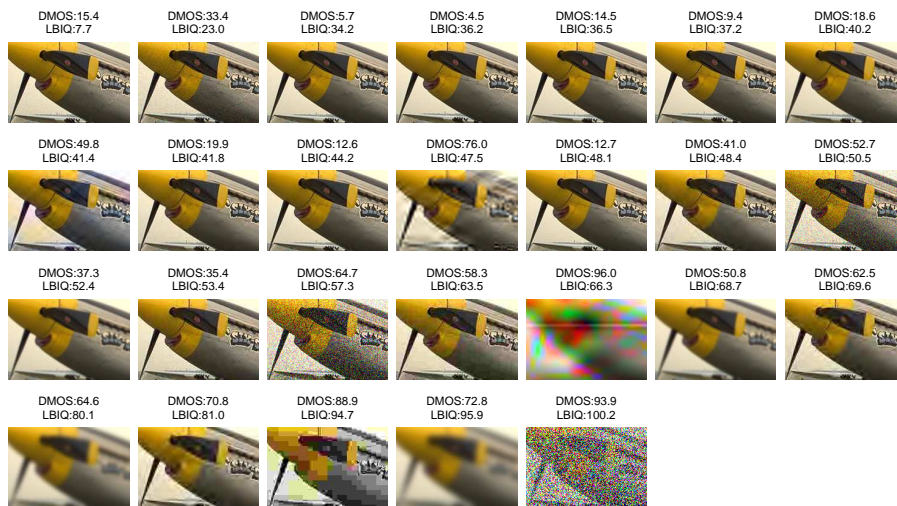 DMOS:15.4 DMOS:33.4 DMOS:5.7 DMOS:4.5 DMOS:14.5 DMOS:9.4 DMOS:18.6
LBIQ:7.7 LBIQ:23.0 LBIQ:34.2 LBIQ:36.2 LBIQ:36.5 LBIQ:37.2 LBIQ:40.2
DMOS:49.8 DMOS:19.9 DMOS:12.6 DMOS:76.0 DMOS:12.7 DMOS:41.0 DMOS:52.7
LBIQ:41.4 LBIQ:41.8 LBIQ:44.2 LBIQ:47.5 LBIQ:48.1 LBIQ:48.4 LBIQ:50.5
DMOS:37.3 DMOS:35.4 DMOS:64.7 DMOS:58.3 DMOS:96.0 DMOS:50.8 DMOS:62.5
LBIQ:52.4 LBIQ:53.4 LBIQ:57.3 LBIQ:63.5 LBIQ:66.3 LBIQ:68.7 LBIQ:69.6
DMOS:64.6 DMOS:70.8 DMOS:88.9 DMOS:72.8 DMOS:93.9
LBIQ:80.1 LBIQ:81.0 LBIQ:94.7 LBIQ:95.9 LBIQ:100.2